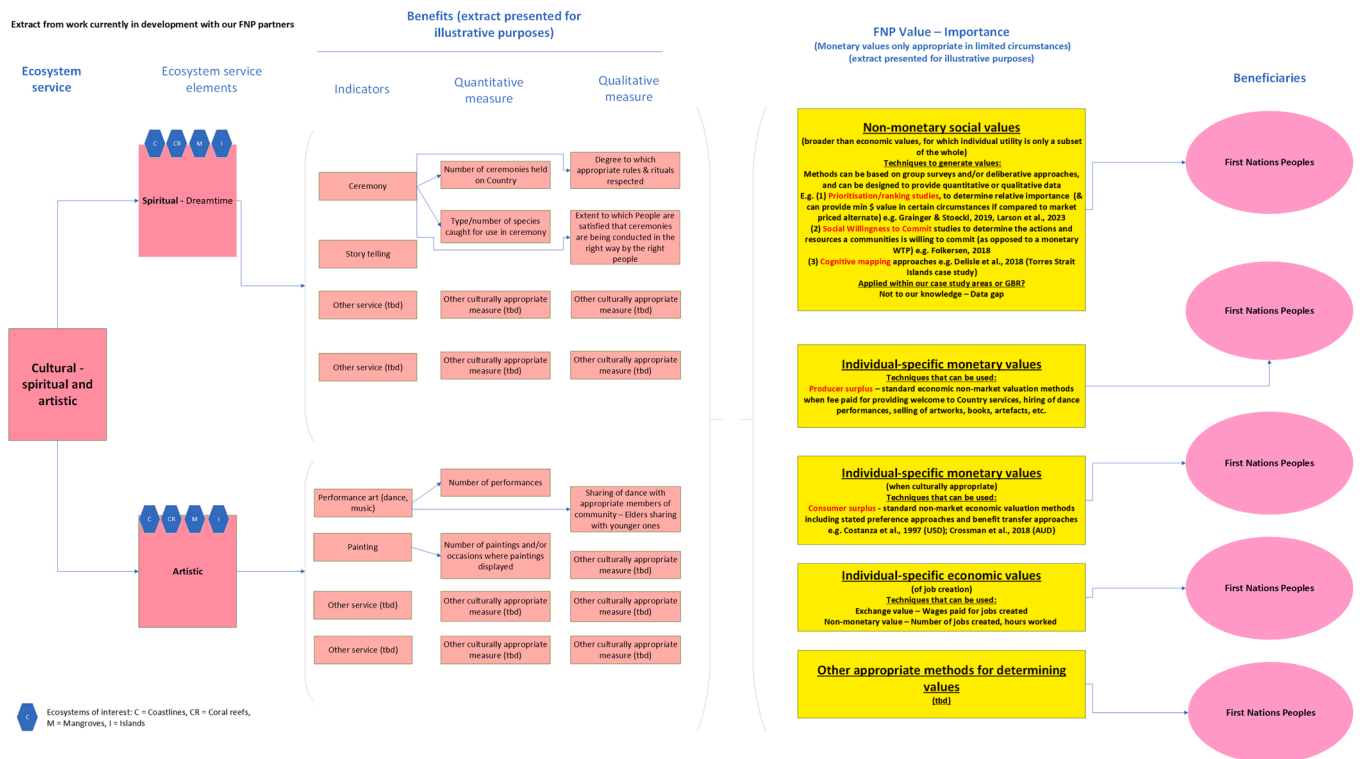 Extract from work currently in development with our FNP partners
Benefits (extract presented for
illustrative purposes)
FNP Value – Importance
(Monetary values only appropriate in limited circumstances)
(extract presented for illustrative purposes)
Ecosystem
service
Ecosystem service
elements
Indicators
Quantitative
measure
Qualitative
measure
Beneficiaries
C
CR
M
I
Spiritual - Dreamtime
Cultural -
spiritual and
artistic
C
CR
M
I
Artistic
Ceremony
Number of ceremonies held
on Country
Degree to which
appropriate rules & rituals
respected
Type/number of species
caught for use in ceremony
Extent to which People are
satisfied that ceremonies
are being conducted in the
right way by the right
people
Story telling
Other service (tbd)
Other culturally appropriate
measure (tbd)
Other culturally appropriate
measure (tbd)
Other service (tbd)
Other culturally appropriate
measure (tbd)
Other culturally appropriate
measure (tbd)
Performance art (dance,
music)
Number of performances
Sharing of dance with
appropriate members of
community – Elders sharing
with younger ones
Painting
Number of paintings and/or
occasions where paintings
displayed
Other culturally appropriate
measure (tbd)
Other service (tbd)
Other culturally appropriate
measure (tbd)
Other culturally appropriate
measure (tbd)
Other service (tbd)
Other culturally appropriate
measure (tbd)
Other culturally appropriate
measure (tbd)
Non-monetary social values
(broader than economic values, for which individual utility is only a subset
of the whole)
Techniques to generate values:
Methods can be based on group surveys and/or deliberative approaches,
and can be designed to provide quantitative or qualitative data
E.g. (1) Prioritisation/ranking studies, to determine relative importance (&
can provide min $ value in certain circumstances if compared to market
priced alternate) e.g. Grainger & Stoeckl, 2019, Larson et al., 2023
(2) Social Willingness to Commit studies to determine the actions and
resources a communities is willing to commit (as opposed to a monetary
WTP) e.g. Folkersen, 2018
(3) Cognitive mapping approaches e.g. Delisle et al., 2018 (Torres Strait
Islands case study)
Applied within our case study areas or GBR?
Not to our knowledge – Data gap
First Nations Peoples
Individual-specific monetary values
Techniques that can be used:
Producer surplus – standard economic non-market valuation methods
when fee paid for providing welcome to Country services, hiring of dance
performances, selling of artworks, books, artefacts, etc.
First Nations Peoples
Individual-specific monetary values
(when culturally appropriate)
Techniques that can be used:
Consumer surplus - standard non-market economic valuation methods
including stated preference approaches and benefit transfer approaches
e.g. Costanza et al., 1997 (USD); Crossman et al., 2018 (AUD)
First Nations Peoples
Individual-specific economic values
(of job creation)
Techniques that can be used:
Exchange value – Wages paid for jobs created
Non-monetary value – Number of jobs created, hours worked
First Nations Peoples
Other appropriate methods for determining
values
(tbd)
First Nations Peoples
C
Ecosystems of interest: C = Coastlines, CR = Coral reefs,
M = Mangroves, I = Islands